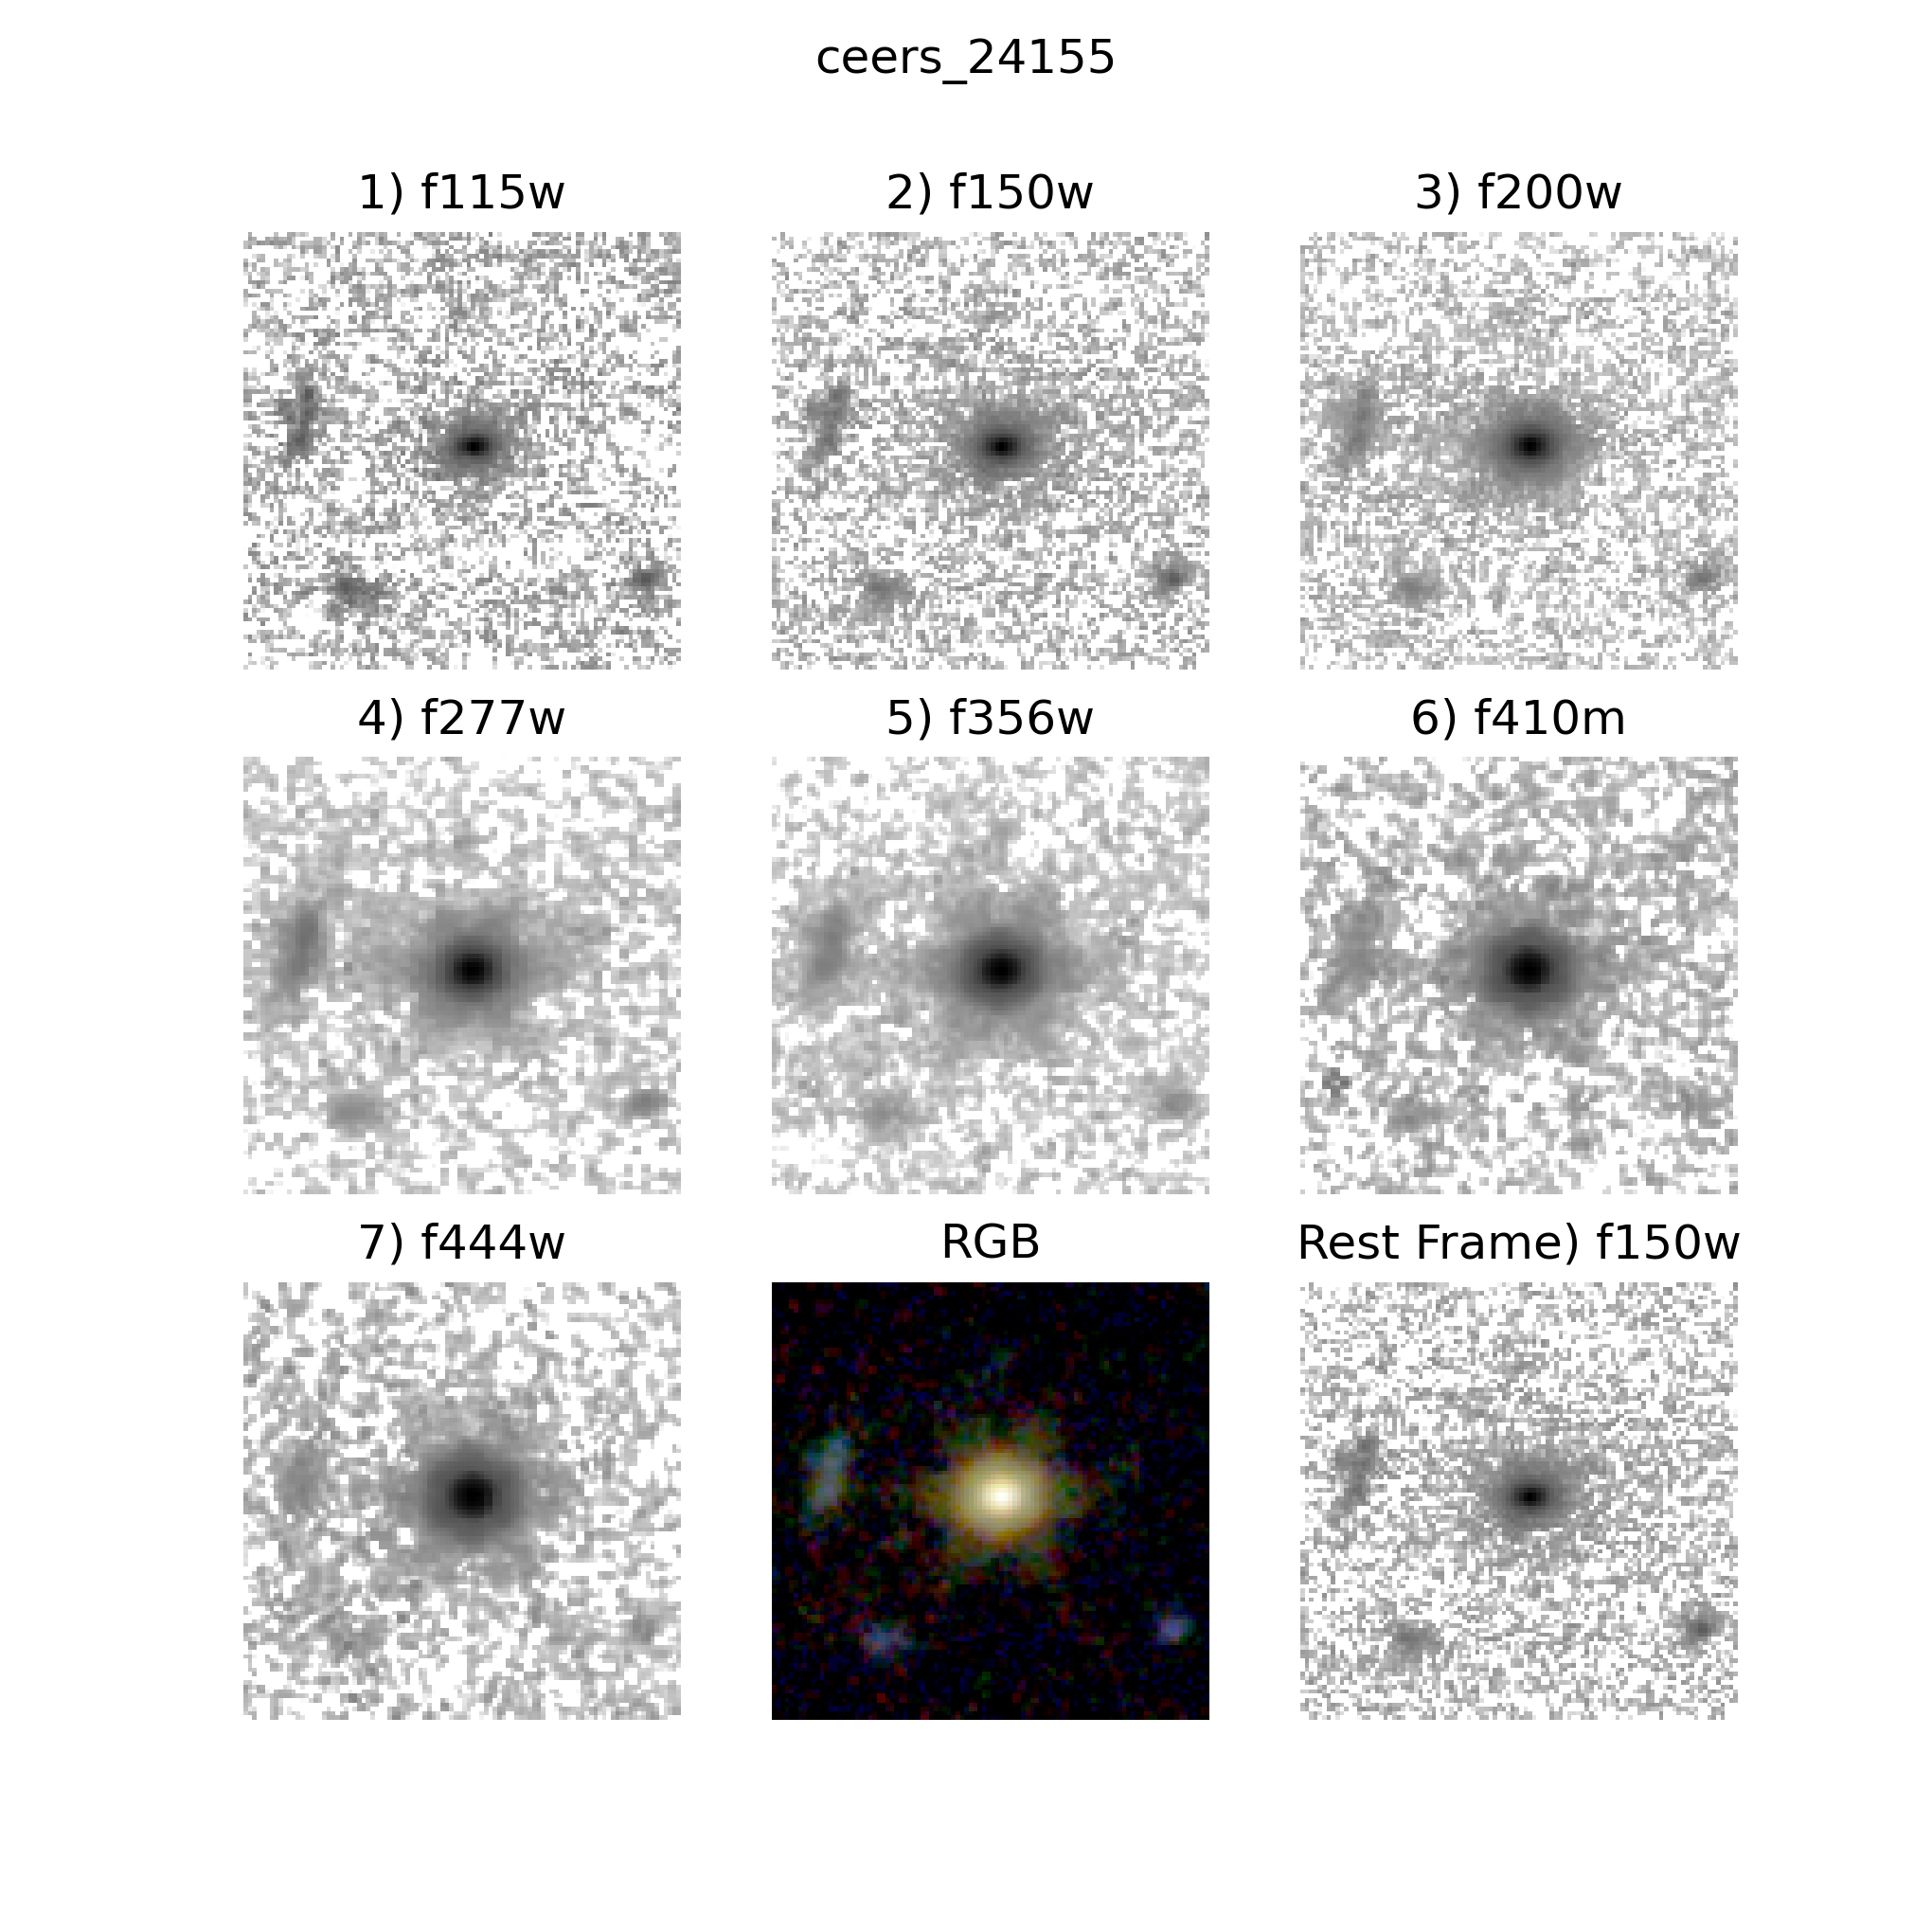 ceers_24155
1) f115w
2) f150w
3) f200w
4) f277w
5) f356w
6) f410m
7) f444w
RGB
Rest Frame) f150w